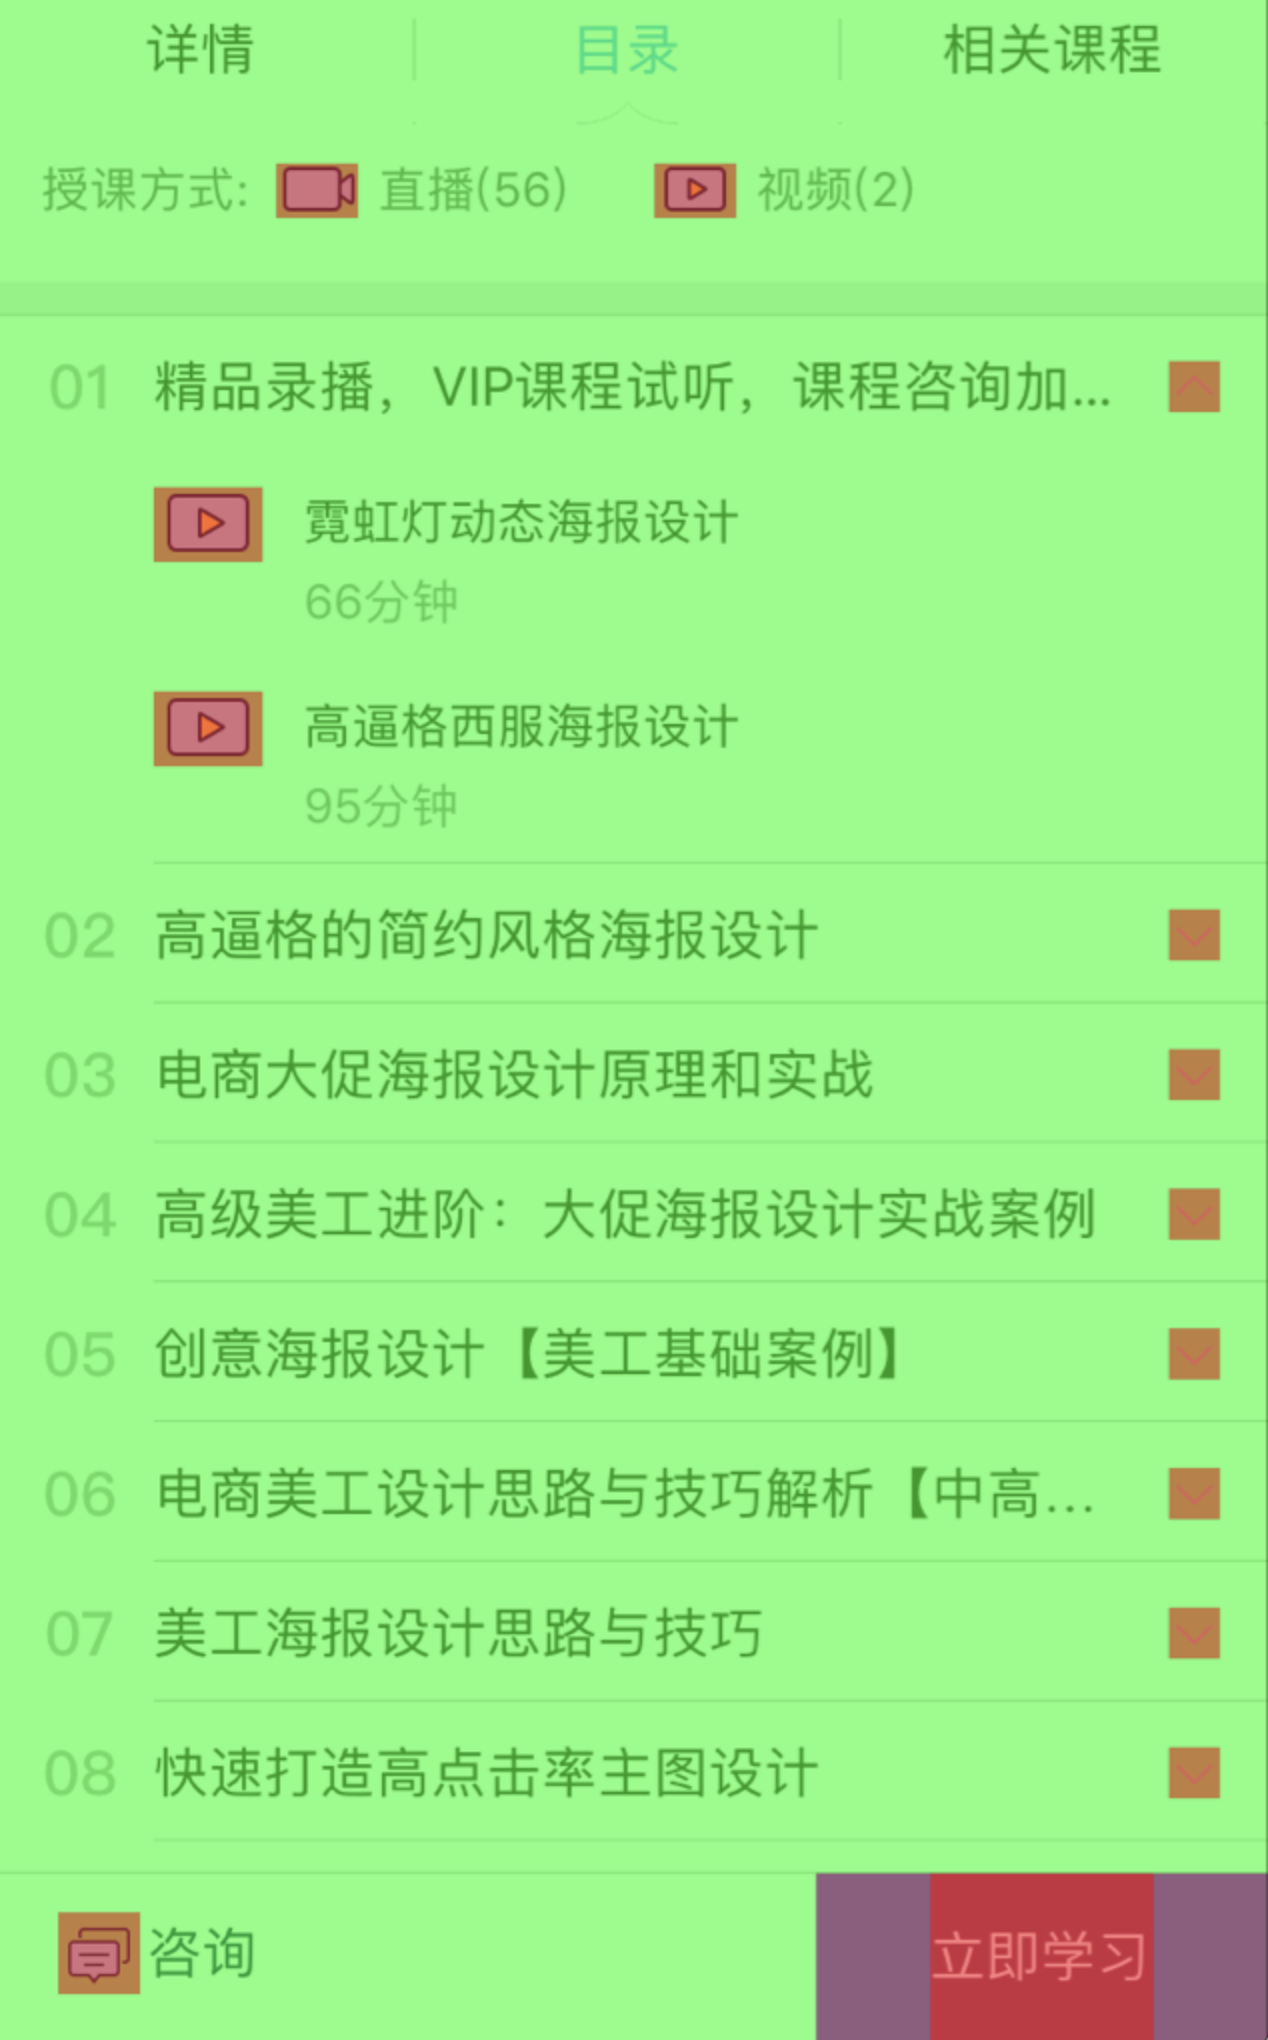 详情 目录 相关课程
授课方式: 直播(56) 视频(2)
01 精品录播，VIP课程试听，课程咨询加...
霓虹灯动态海报设计
66分钟
高逼格西服海报设计
95分钟
02 高逼格的简约风格海报设计
03 电商大促海报设计原理和实战
04 高级美工进阶：大促海报设计实战案例
05 创意海报设计【美工基础案例】
06 电商美工设计思路与技巧解析【中高...
07 美工海报设计思路与技巧
08 快速打造高点击率主图设计
咨询 立即学习